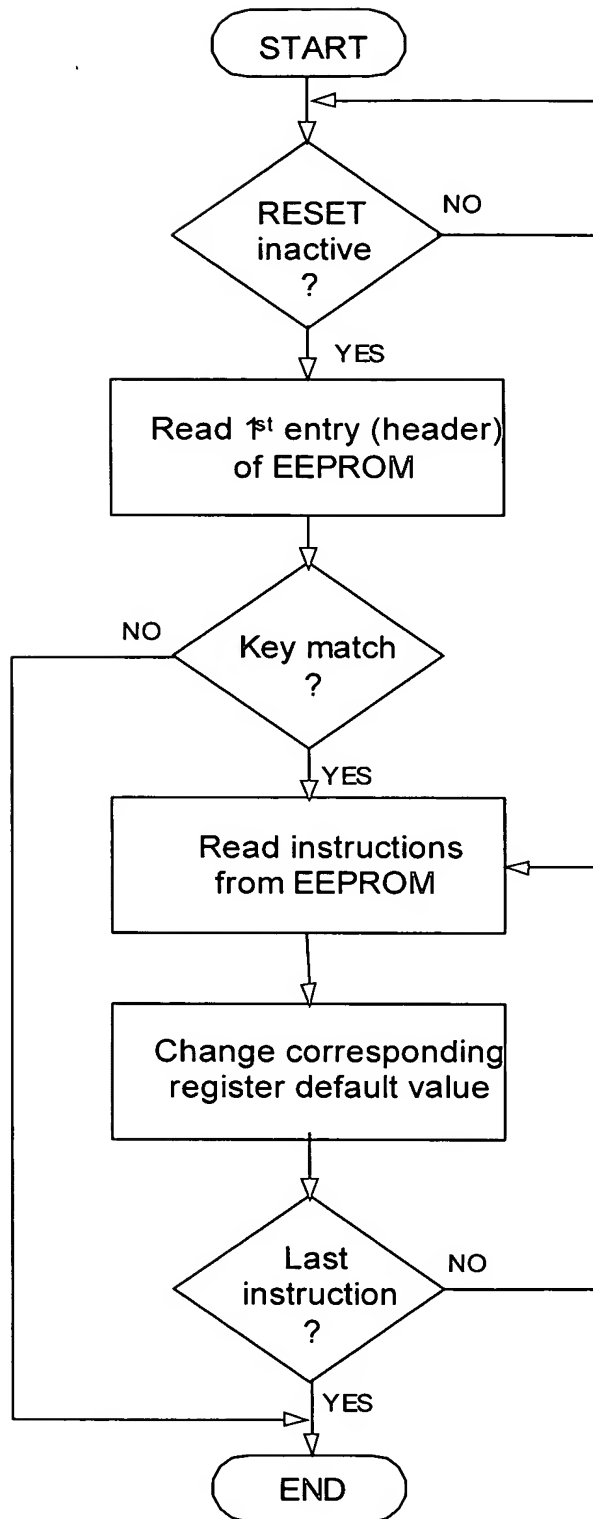 START
RESET
inactive
?
NO
YES
Read 1st entry (header)
of EEPROM
NO
Key match
?
YES
Read instructions
from EEPROM
Change corresponding
register default value
Last
instruction
?
NO
YES
END